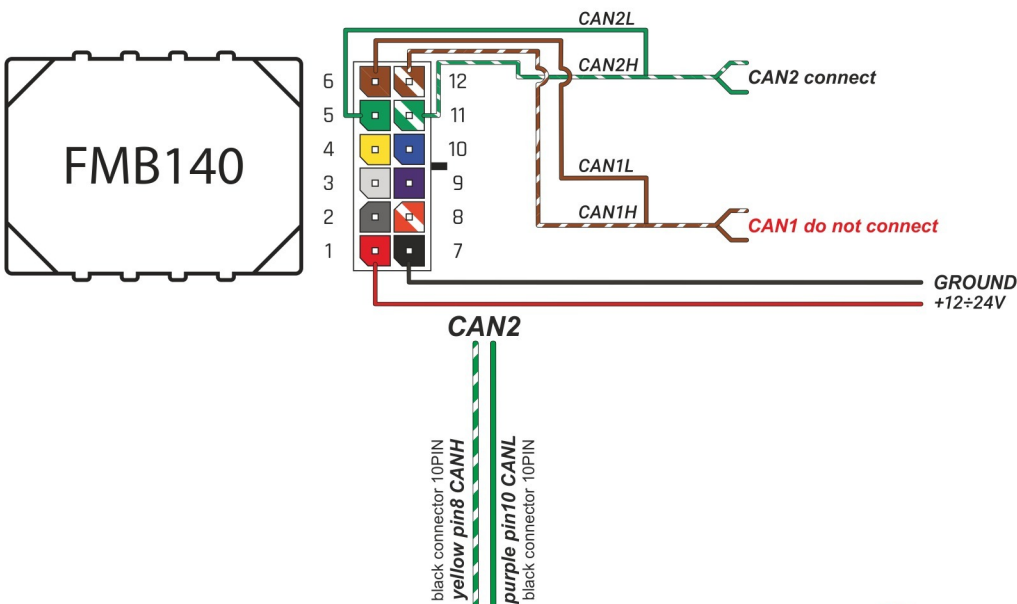 CAN2L
6 12 CAN2H CAN2 connect
5 11
FMB140
4 10
3 9 CAN1L
2 8 CAN1H CAN1 do not connect
1 7
GROUND
+12÷24V
CAN2
black connector 10PIN
yellow pin8 CANH
purple pin10 CANL
black connector 10PIN